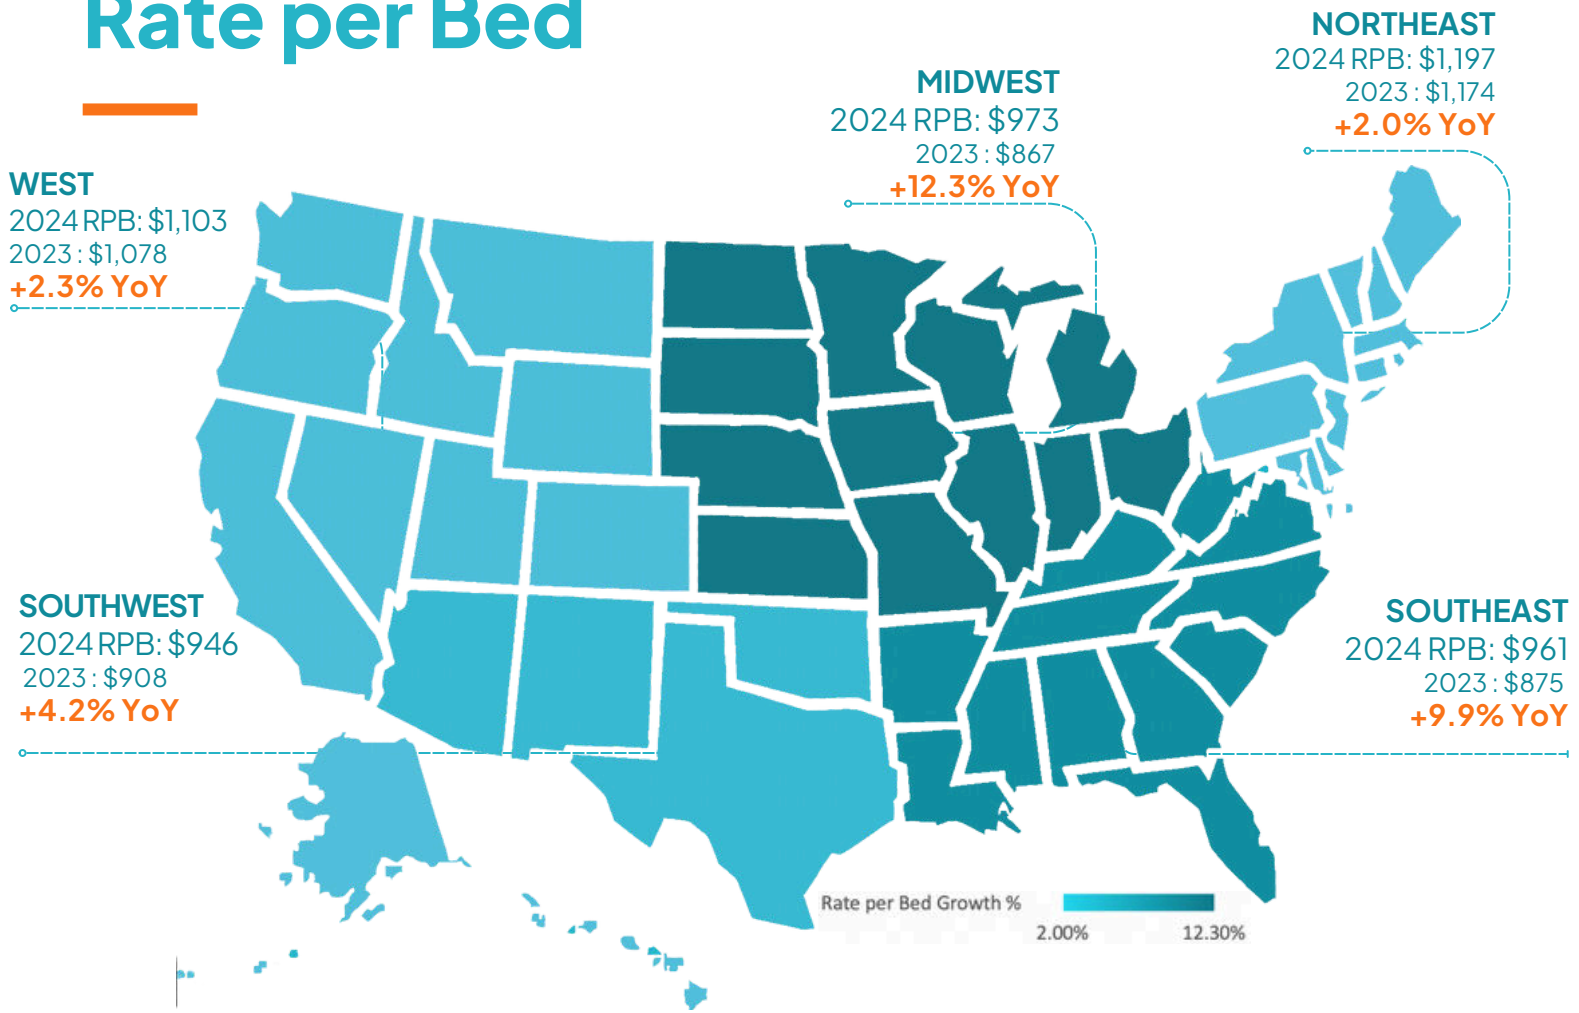 Rate per Bed
NORTHEAST
2024 RPB: $1,197
2023 : $1,174
+2.0% YoY
MIDWEST
2024 RPB: $973
2023 : $867
+12.3% YoY
WEST
2024 RPB: $1,103
2023 : $1,078
+2.3% YoY
SOUTHWEST
2024 RPB: $946
2023 : $908
+4.2% YoY
SOUTHEAST
2024 RPB: $961
2023 : $875
+9.9% YoY
Rate per Bed Growth %
2.00% 12.30%